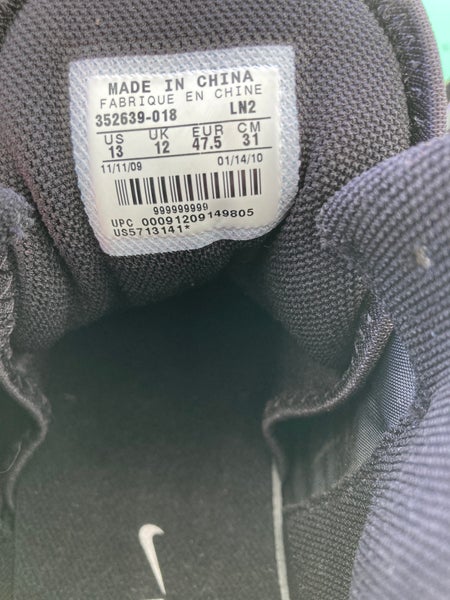 MADE IN CHINA
FABRIQUE EN CHINE
352639-018 LN2
US UK EUR CM
13 12 47.5 31
11/11/09 01/14/10
999999999
UPC 00091209149805
US5713141*